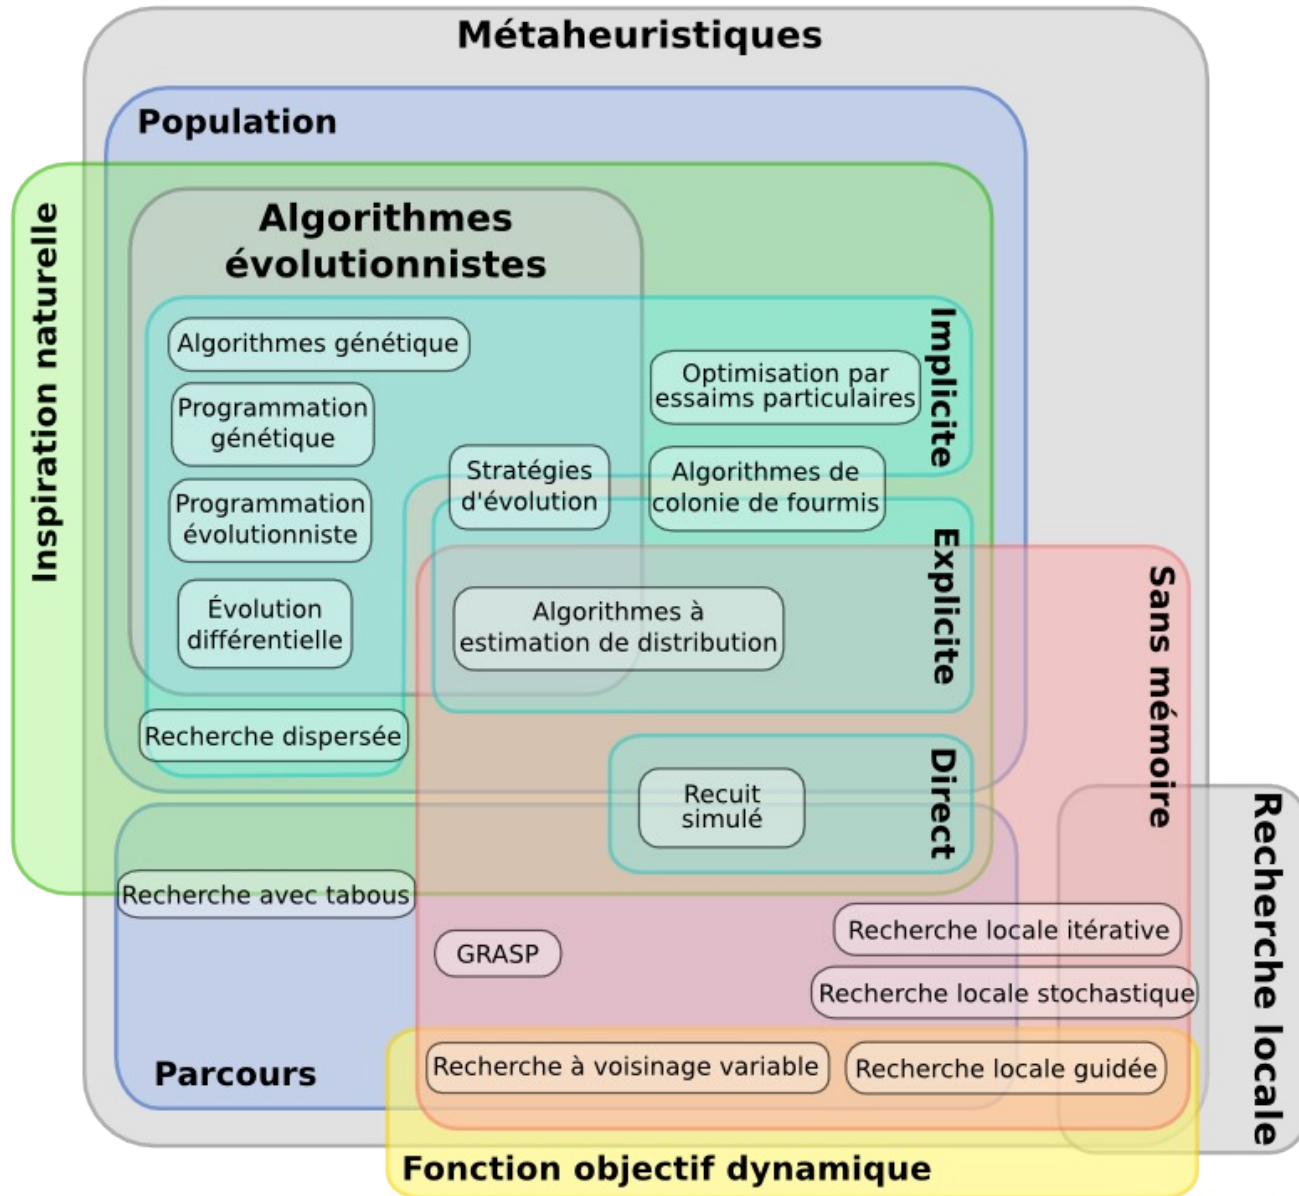 Métaheuristiques
Population
Inspiration naturelle
Algorithmes
évolutionnistes
Implicite
Algorithmes génétique
Optimisation par
essaims particulaires
Programmation
génétique
Stratégies
d'évolution
Algorithmes de
colonie de fourmis
Programmation
évolutionniste
Explicite
Sans mémoire
Évolution
différentielle
Algorithmes à
estimation de distribution
Recherche dispersée
Direct
Recuit
simulé
Recherche locale
Recherche avec tabous
GRASP
Recherche locale itérative
Recherche locale stochastique
Parcours
Recherche à voisinage variable
Recherche locale guidée
Fonction objectif dynamique